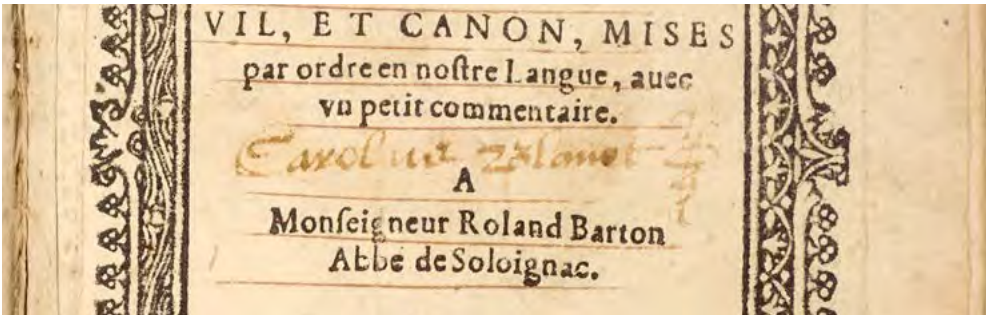 VIL, ET CANON, MISES
par ordre en noſtre Langue, auec
vn petit commentaire.
Carolus
A
Monſeigneur Roland Barton
Abbé de Soloignac.